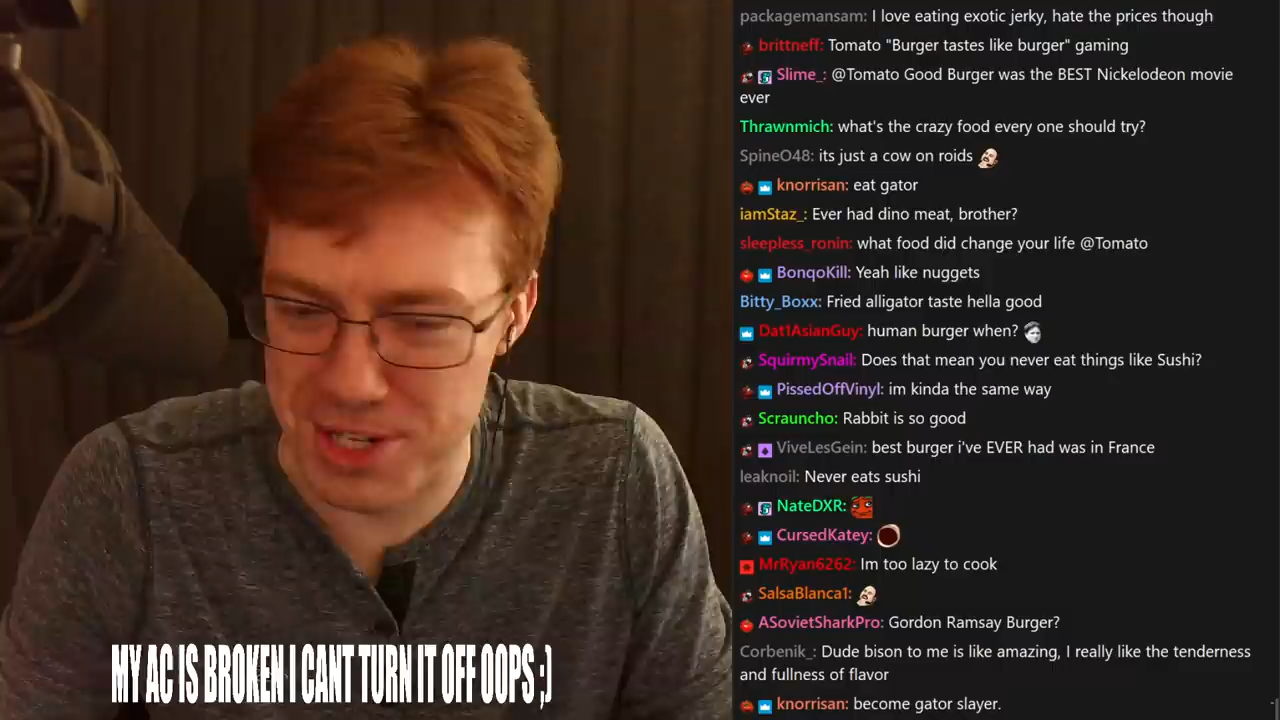 packagemansam: I love eating exotic jerky, hate the prices though
brittneff: Tomato "Burger tastes like burger" gaming
Slime_: @Tomato Good Burger was the BEST Nickelodeon movie
ever
Thrawnmich: what's the crazy food every one should try?
SpineO48: its just a cow on roids
knorrisan: eat gator
iamStaz_: Ever had dino meat, brother?
sleepless_ronin: what food did change your life @Tomato
BonqoKill: Yeah like nuggets
Bitty_Boxx: Fried alligator taste hella good
Dat1AsianGuy: human burger when?
SquirmySnail: Does that mean you never eat things like Sushi?
PissedOffVinyl: im kinda the same way
Scrauncho: Rabbit is so good
ViveLesGein: best burger i've EVER had was in France
leaknoil: Never eats sushi
NateDXR:
CursedKatey:
MrRyan6262: Im too lazy to cook
SalsaBlanca1:
ASovietSharkPro: Gordon Ramsay Burger?
Corbenik_: Dude bison to me is like amazing, I really like the tenderness
and fullness of flavor
knorrisan: become gator slayer.
MY AC IS BROKEN I CANT TURN IT OFF OOPS ;)